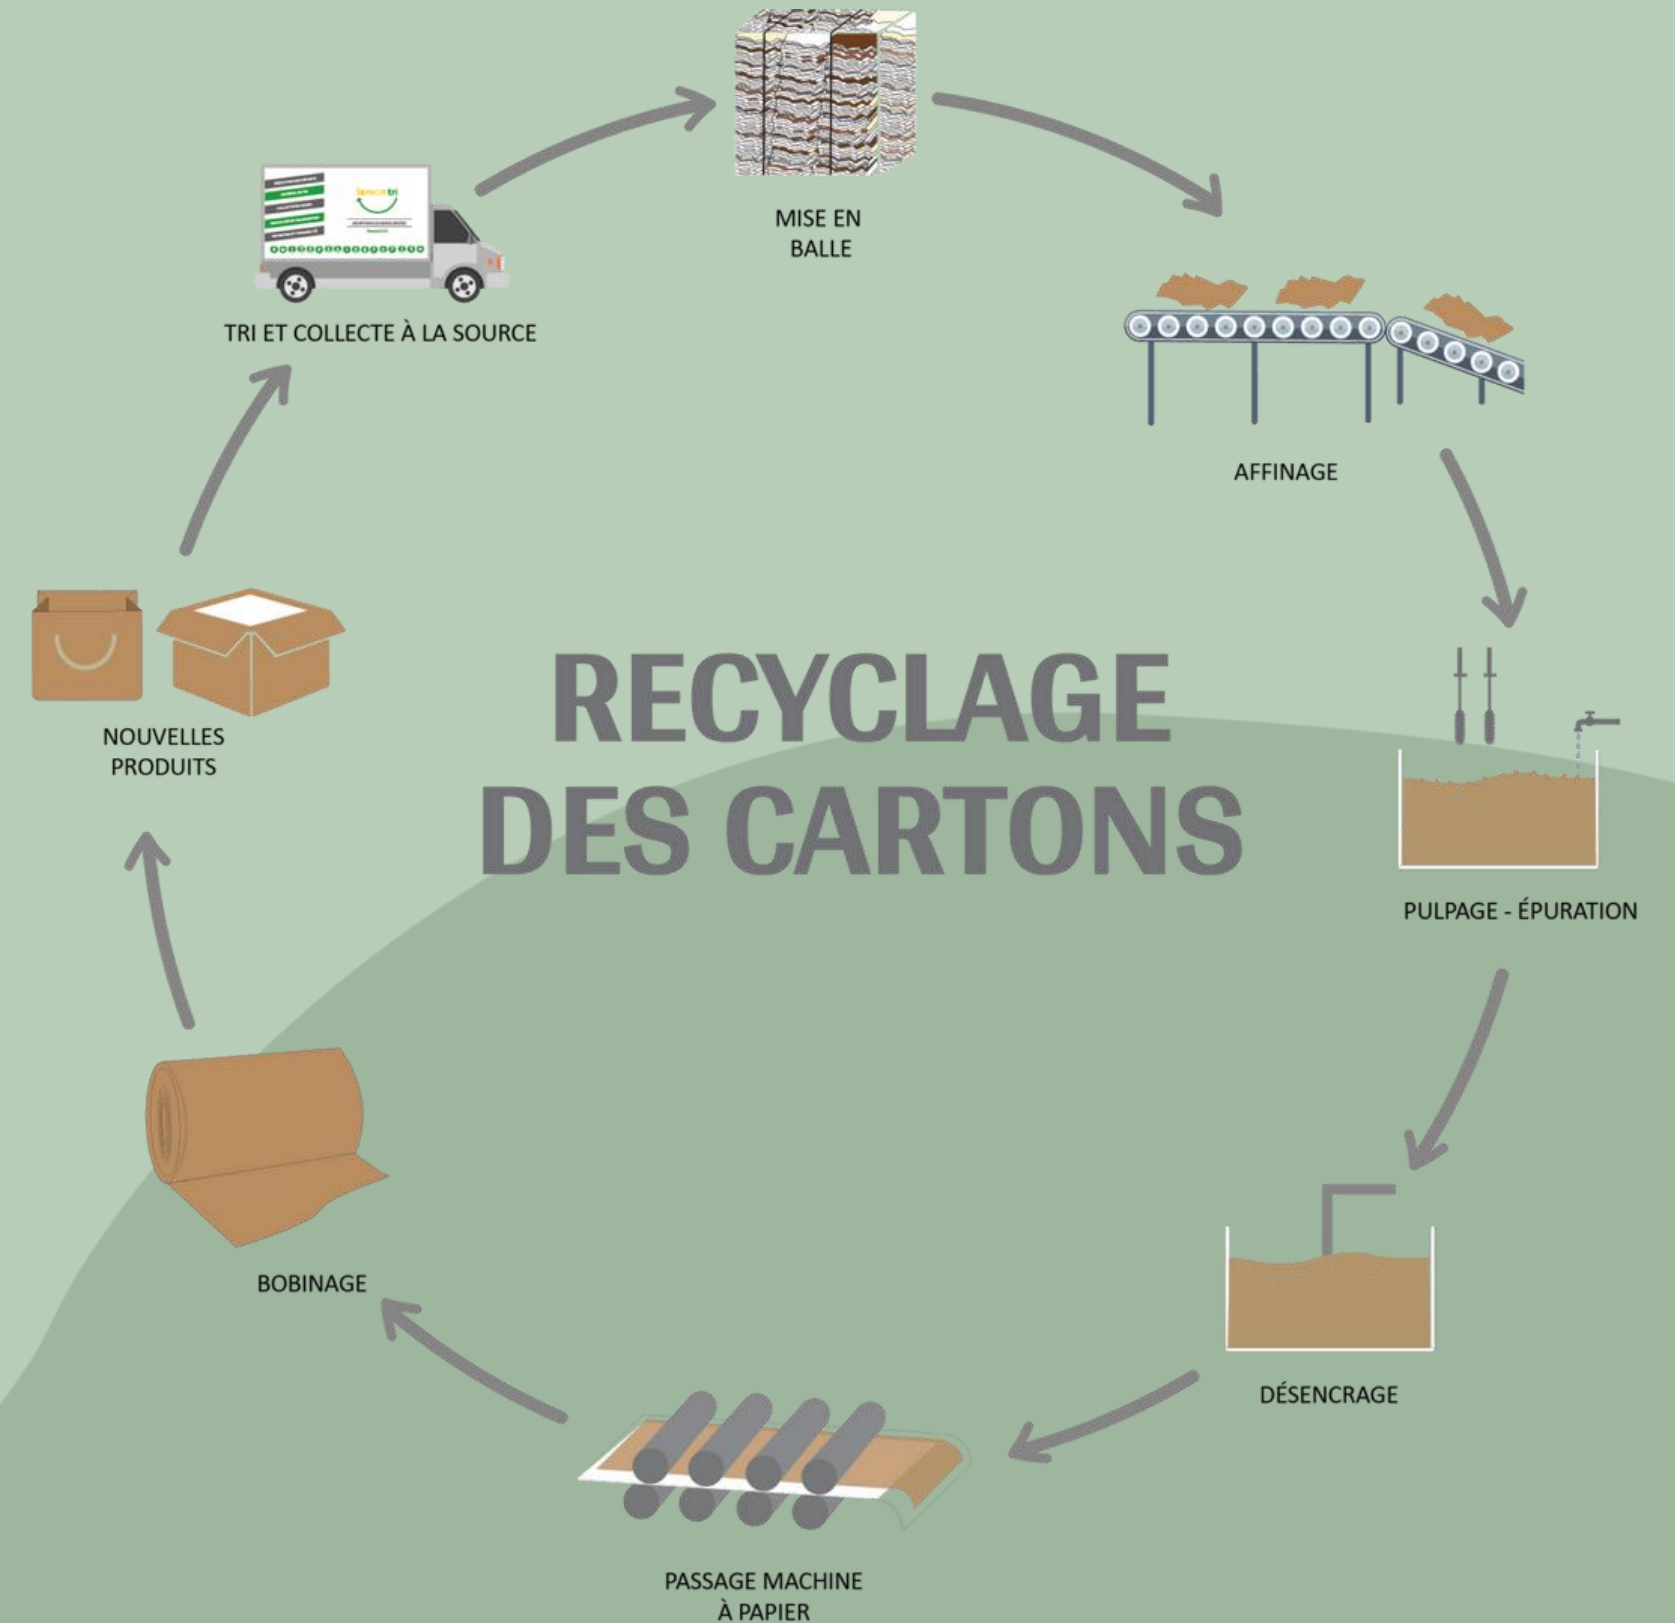 MISE EN
BALLE
TRI ET COLLECTE À LA SOURCE
AFFINAGE
RECYCLAGE
DES CARTONS
NOUVELLES
PRODUITS
PULPAGE - ÉPURATION
BOBINAGE
DÉSENCRAGE
PASSAGE MACHINE
À PAPIER